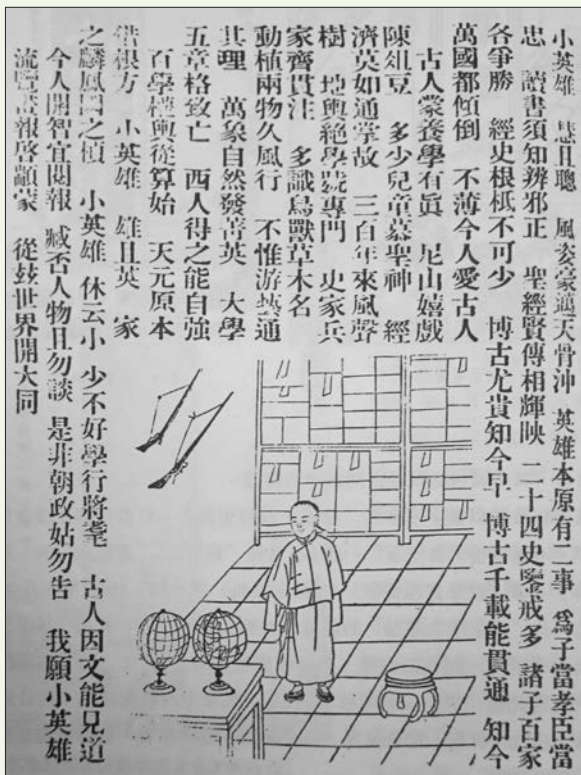 小英雄 慧且聰 風姿豪邁天骨沖 英雄本原有二事 爲子當孝臣當
忠 讀書須知辨邪正 聖經賢傳相輝映 二十四史鑒戒多 諸子百家
各爭勝 經史根柢不可少 博古尤貴知今早 博古千載能貫通 知今
萬國都傾倒 不薄今人愛古人
古人蒙養學有眞 尼山嬉戲
陳俎豆 多少兒童慕聖神 經
濟英如通掌故 三百年來風聲
樹 地輿絕學號專門 史家兵
家齊貫注 多識鳥獸草木名
動植兩物久風行 不惟游藝通
其理 萬象自然發菁英 大學
五章格致亡 西人得之能自強
百學權輿從算始 天元原本
借根方 小英雄 雄且英 家
之麟鳳國之楨 小英雄 休云小 少不好學行將耄 古人因文能見道
今人開智宜閱報 臧否人物且勿談 是非朝政姑勿告 我願小英雄
流覽書報啓顓蒙 從茲世界開大同